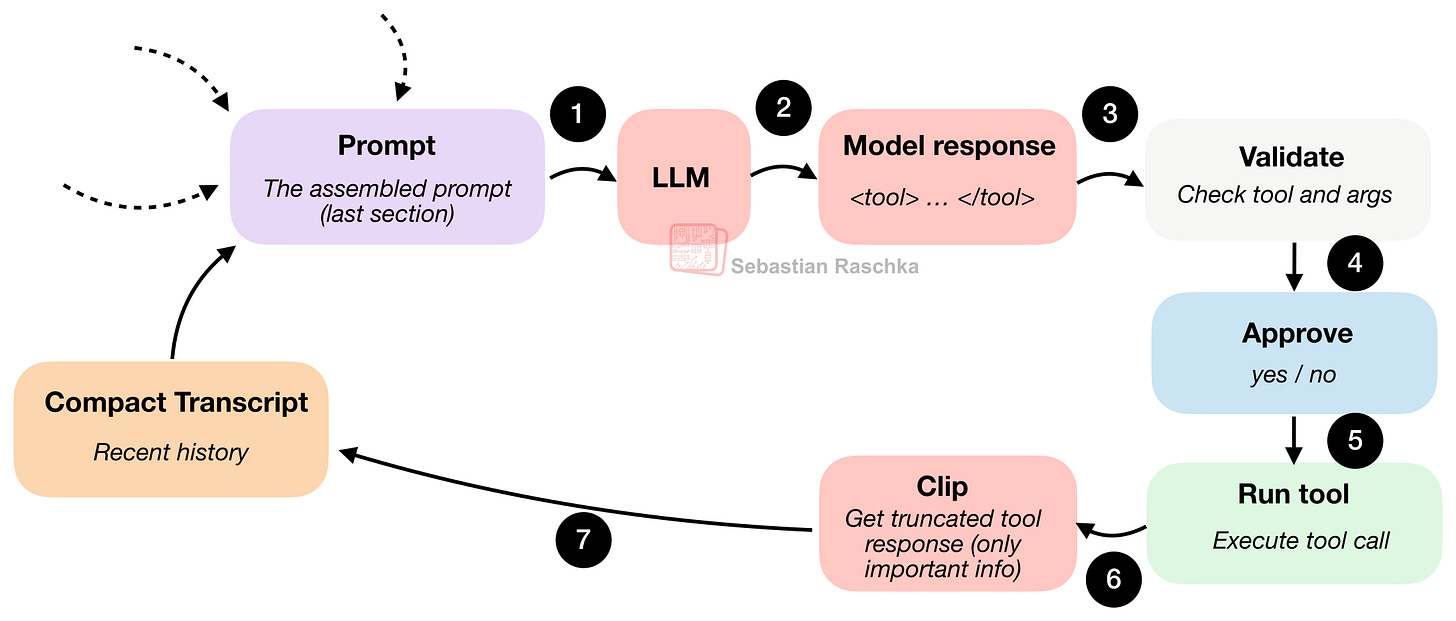 1
2
3
Prompt
The assembled prompt
(last section)
LLM
Model response
<tool> … </tool>
Validate
Check tool and args
Sebastian Raschka
4
Approve
yes / no
5
Compact Transcript
Recent history
Clip
Get truncated tool
response (only
important info)
Run tool
Execute tool call
7
6